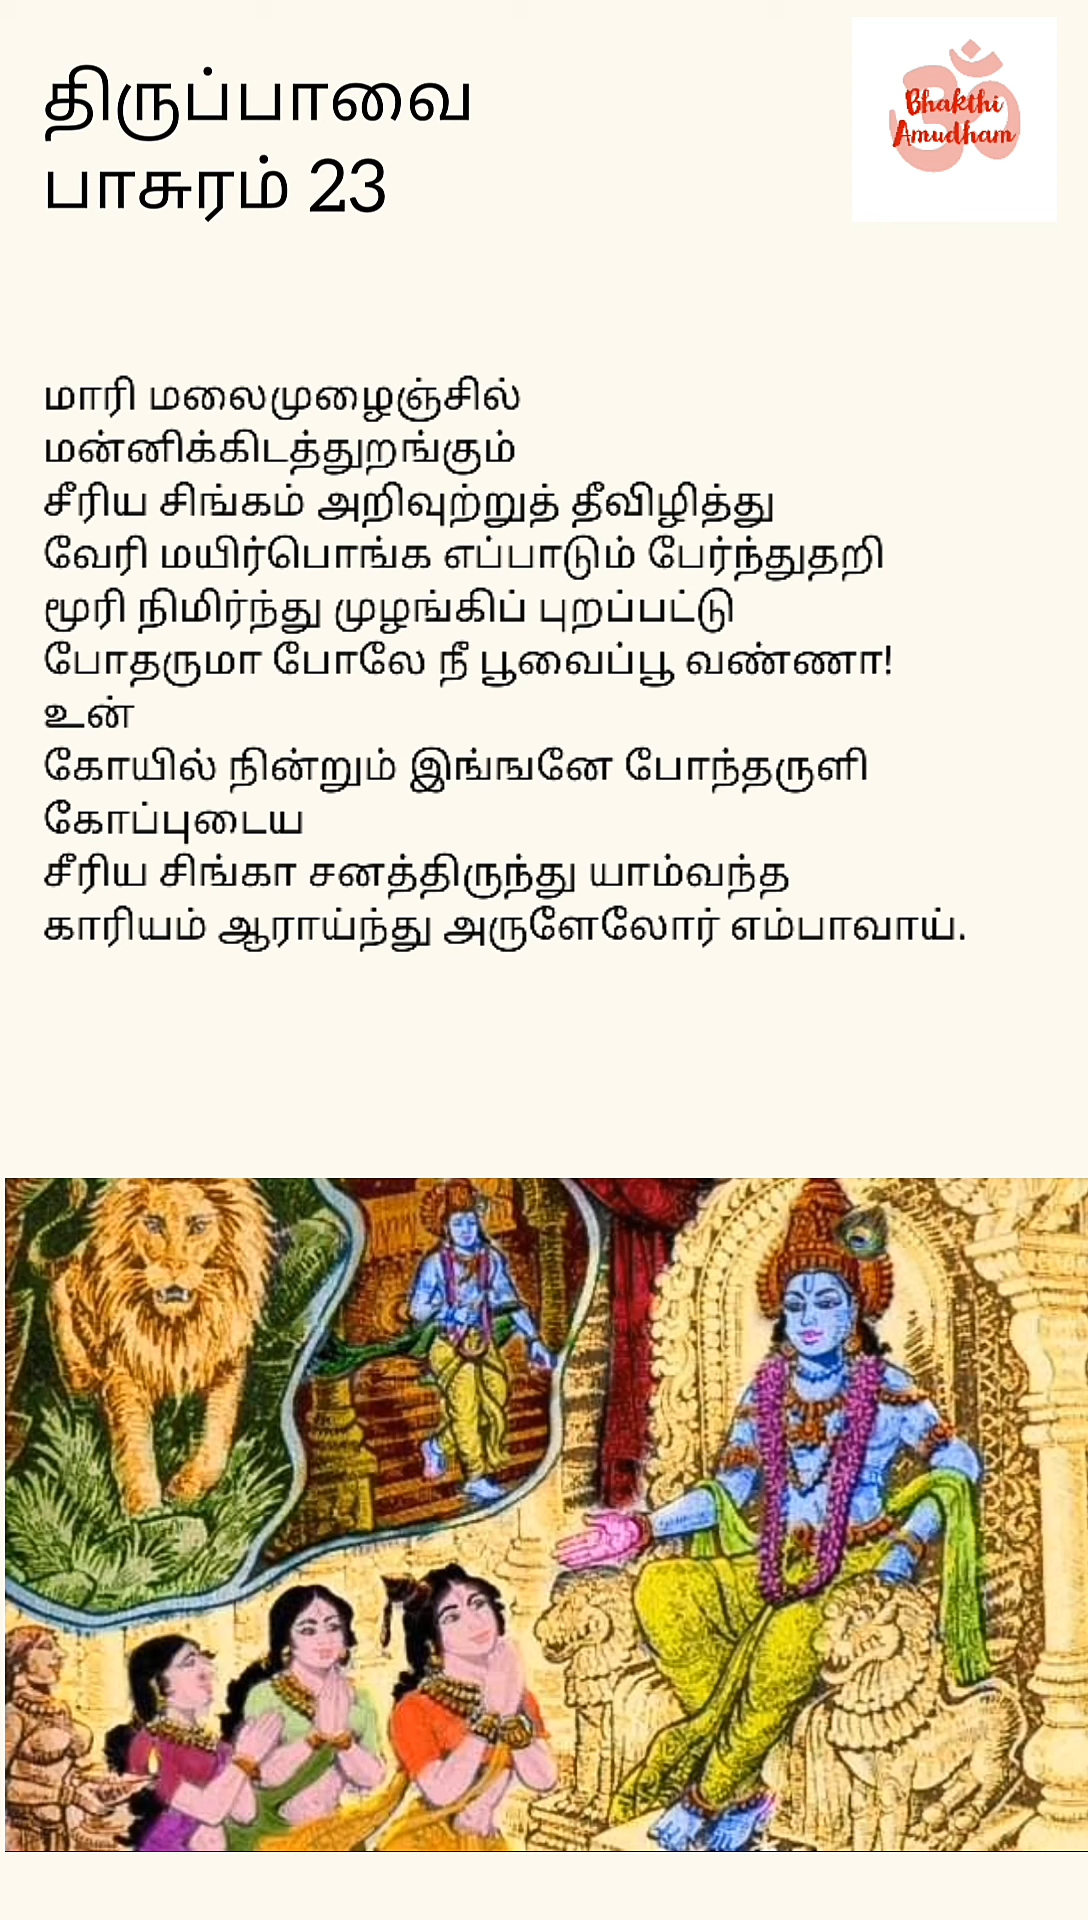 திருப்பாவை
பாசுரம் 23
Bhakthi
Amudham
மாரி மலைமுழைஞ்சில்
மன்னிக்கிடத்துறங்கும்
சீரிய சிங்கம் அறிவுற்றுத் தீவிழித்து
வேரி மயிர்பொங்க எப்பாடும் பேர்ந்துதறி
மூரி நிமிர்ந்து முழங்கிப் புறப்பட்டு
போதருமா போலே நீ பூவைப்பூ வண்ணா!
உன்
கோயில் நின்றும் இங்ஙனே போந்தருளி
கோப்புடைய
சீரிய சிங்கா சனத்திருந்து யாம்வந்த
காரியம் ஆராய்ந்து அருளேலோர் எம்பாவாய்.